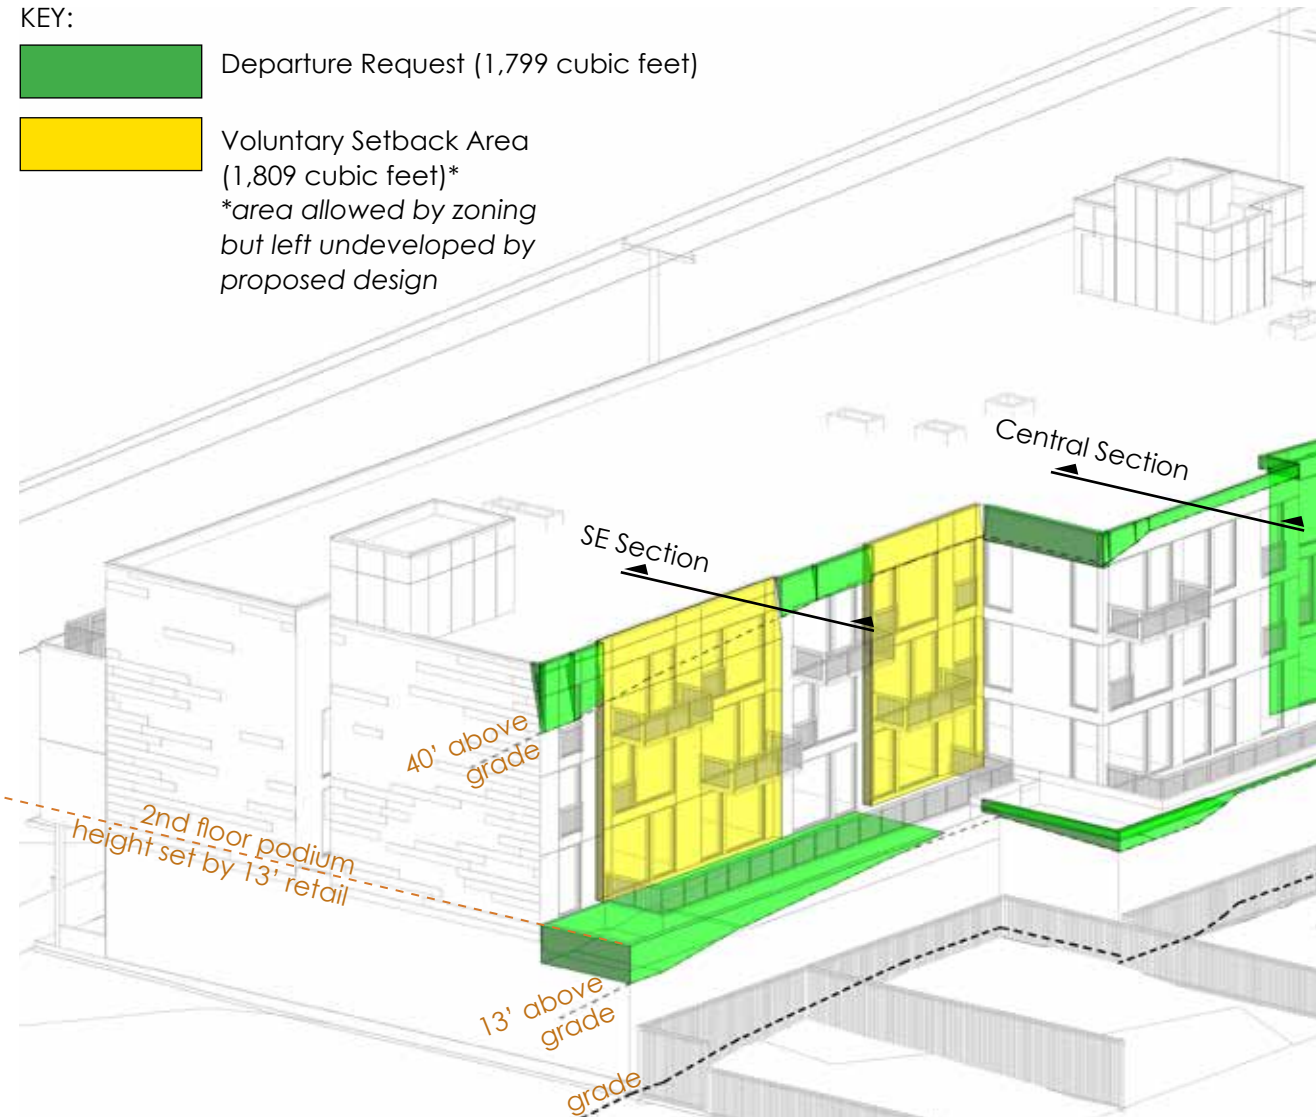 KEY:
Departure Request (1,799 cubic feet)
Voluntary Setback Area
(1,809 cubic feet)*
*area allowed by zoning
but left undeveloped by
proposed design
Central Section
SE Section
40’ above
grade
2nd floor podium
height set by 13’ retail
13’ above
grade
grade